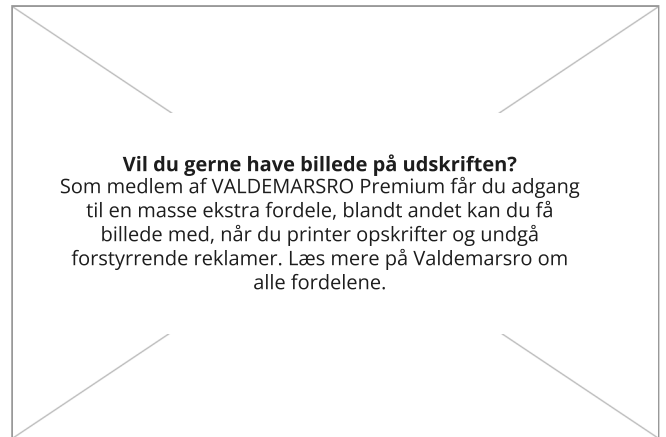 Vil du gerne have billede på udskriften?
Som medlem af VALDEMARSRO Premium får du adgang
til en masse ekstra fordele, blandt andet kan du få
billede med, når du printer opskrifter og undgå
forstyrrende reklamer. Læs mere på Valdemarsro om
alle fordelene.